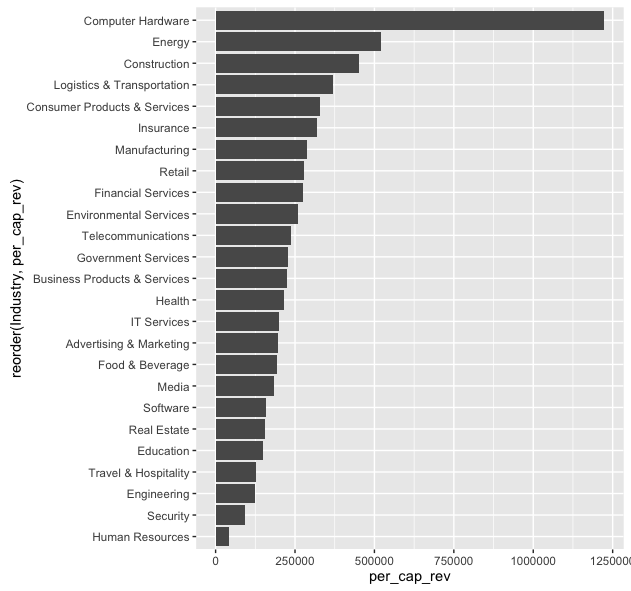 Computer Hardware
Energy
Construction
Logistics & Transportation
Consumer Products & Services
Insurance
Manufacturing
Retail
Financial Services
Environmental Services
Telecommunications
Government Services
Business Products & Services
Health
IT Services
Advertising & Marketing
Food & Beverage
Media
Software
Real Estate
Education
Travel & Hospitality
Engineering
Security
Human Resources
reorder(Industry, per_cap_rev)
0 250000 500000 750000 1000000 1250000
per_cap_rev